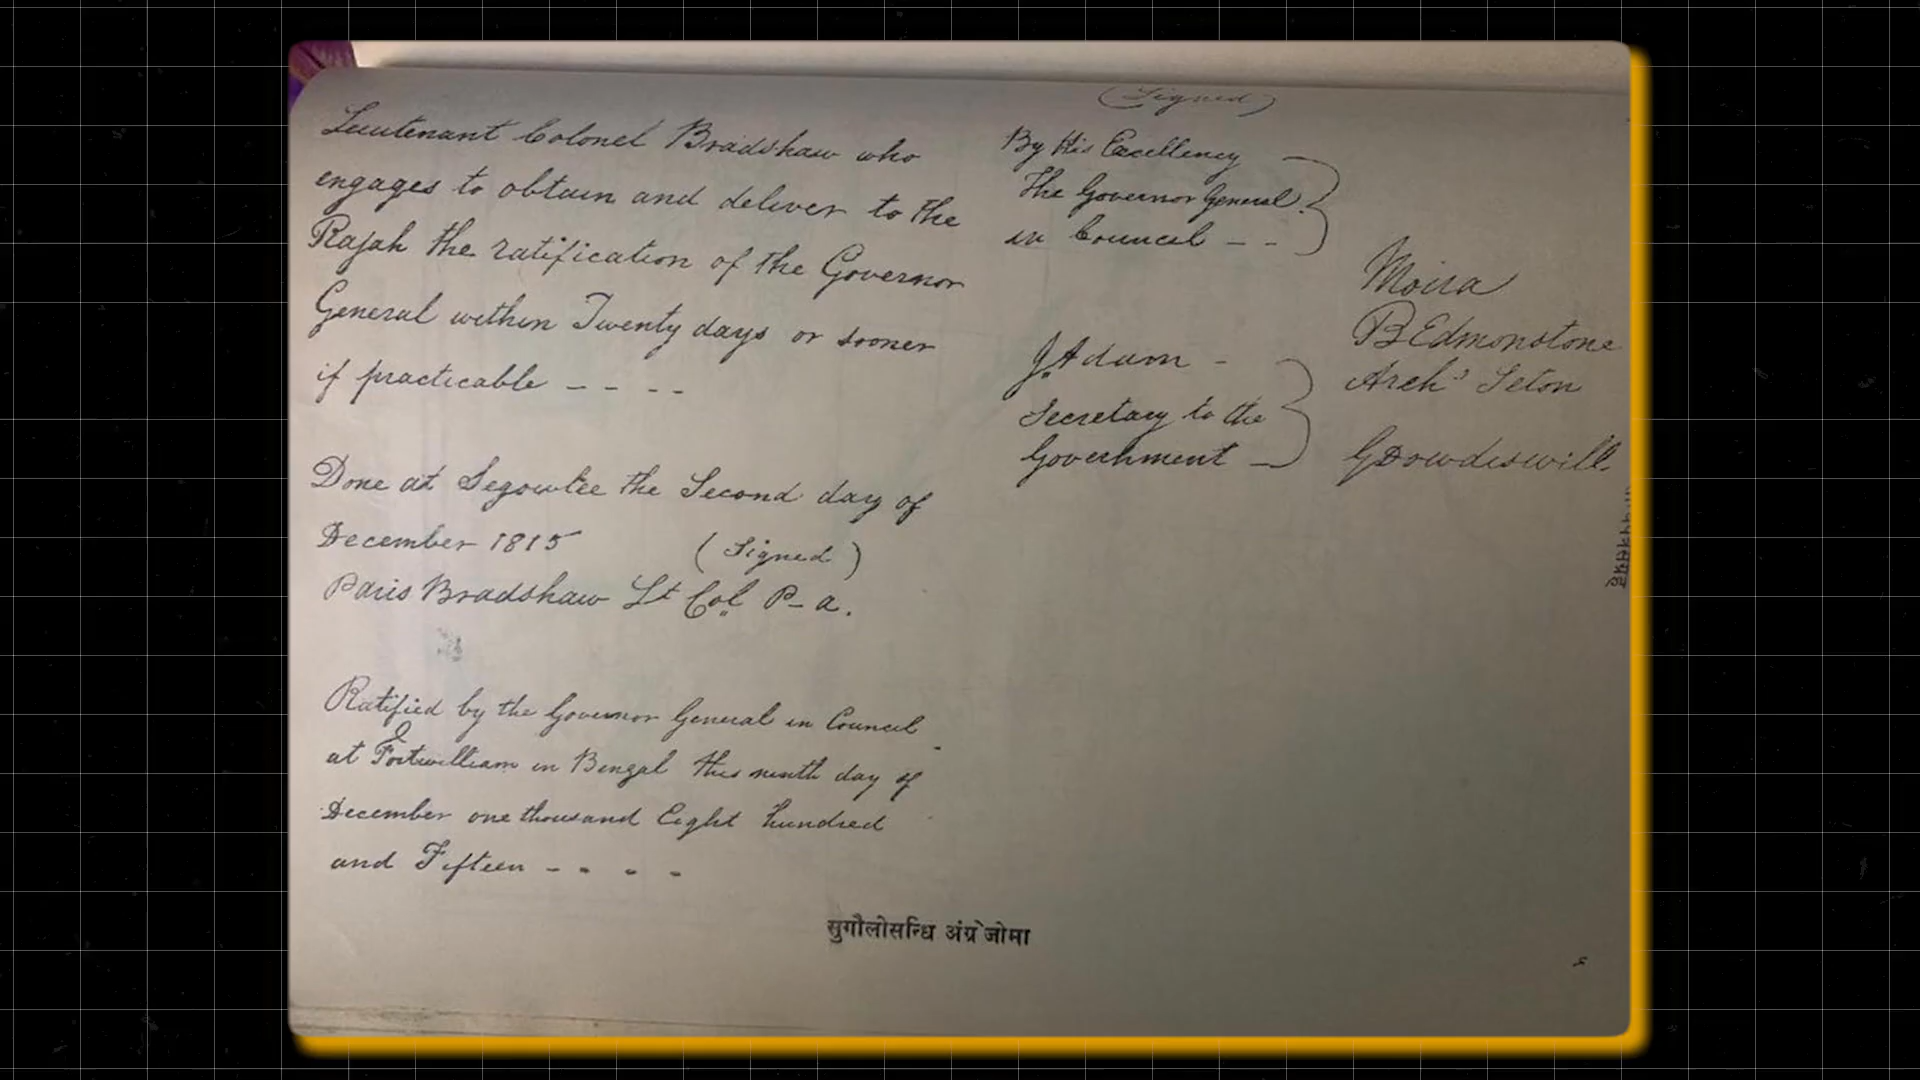 Lieutenant Colonel Bradshaw who
engages to obtain and deliver to the
Rajah the ratification of the Governor
General within Twenty days or sooner
if practicable - - - -
Done at Segowlee the Second day of
December 1815 (Signed)
Paris Bradshaw Lt Col. P-a.
Ratified by the Governor General in Council
at Fortwilliam in Bengal this ninth day of
December one thousand Eight hundred
and Fifteen - - - -
(Signed)
By His Excellency
The Governor General
in Council - -
Moira
B Edmonstone
Archd Seton
G Dowdeswill
J. Adam -
Secretary to the
Government -
सुगौलीसन्धि अंग्रेजीमा